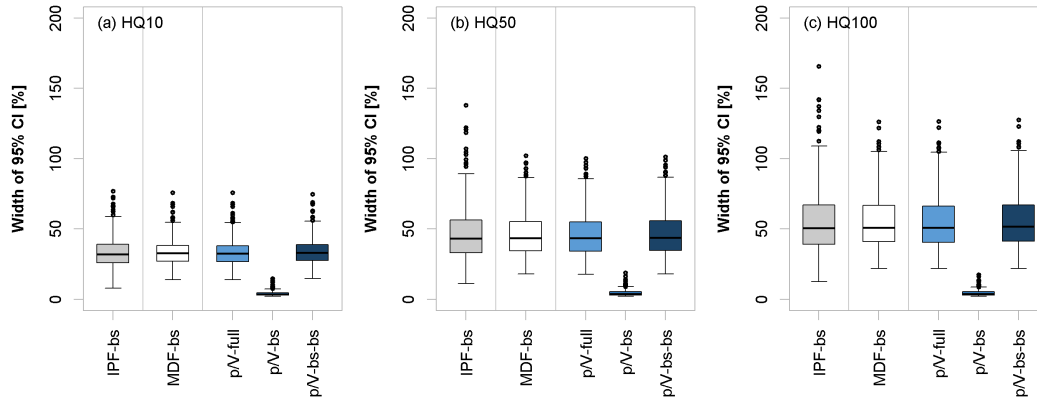 (a) HQ10
Width of 95% CI [%]
200
150
100
50
0
IPF-bs
MDF-bs
p/V-full
p/V-bs
p/V-bs-bs
(b) HQ50
Width of 95% CI [%]
200
150
100
50
0
IPF-bs
MDF-bs
p/V-full
p/V-bs
p/V-bs-bs
(c) HQ100
Width of 95% CI [%]
200
150
100
50
0
IPF-bs
MDF-bs
p/V-full
p/V-bs
p/V-bs-bs